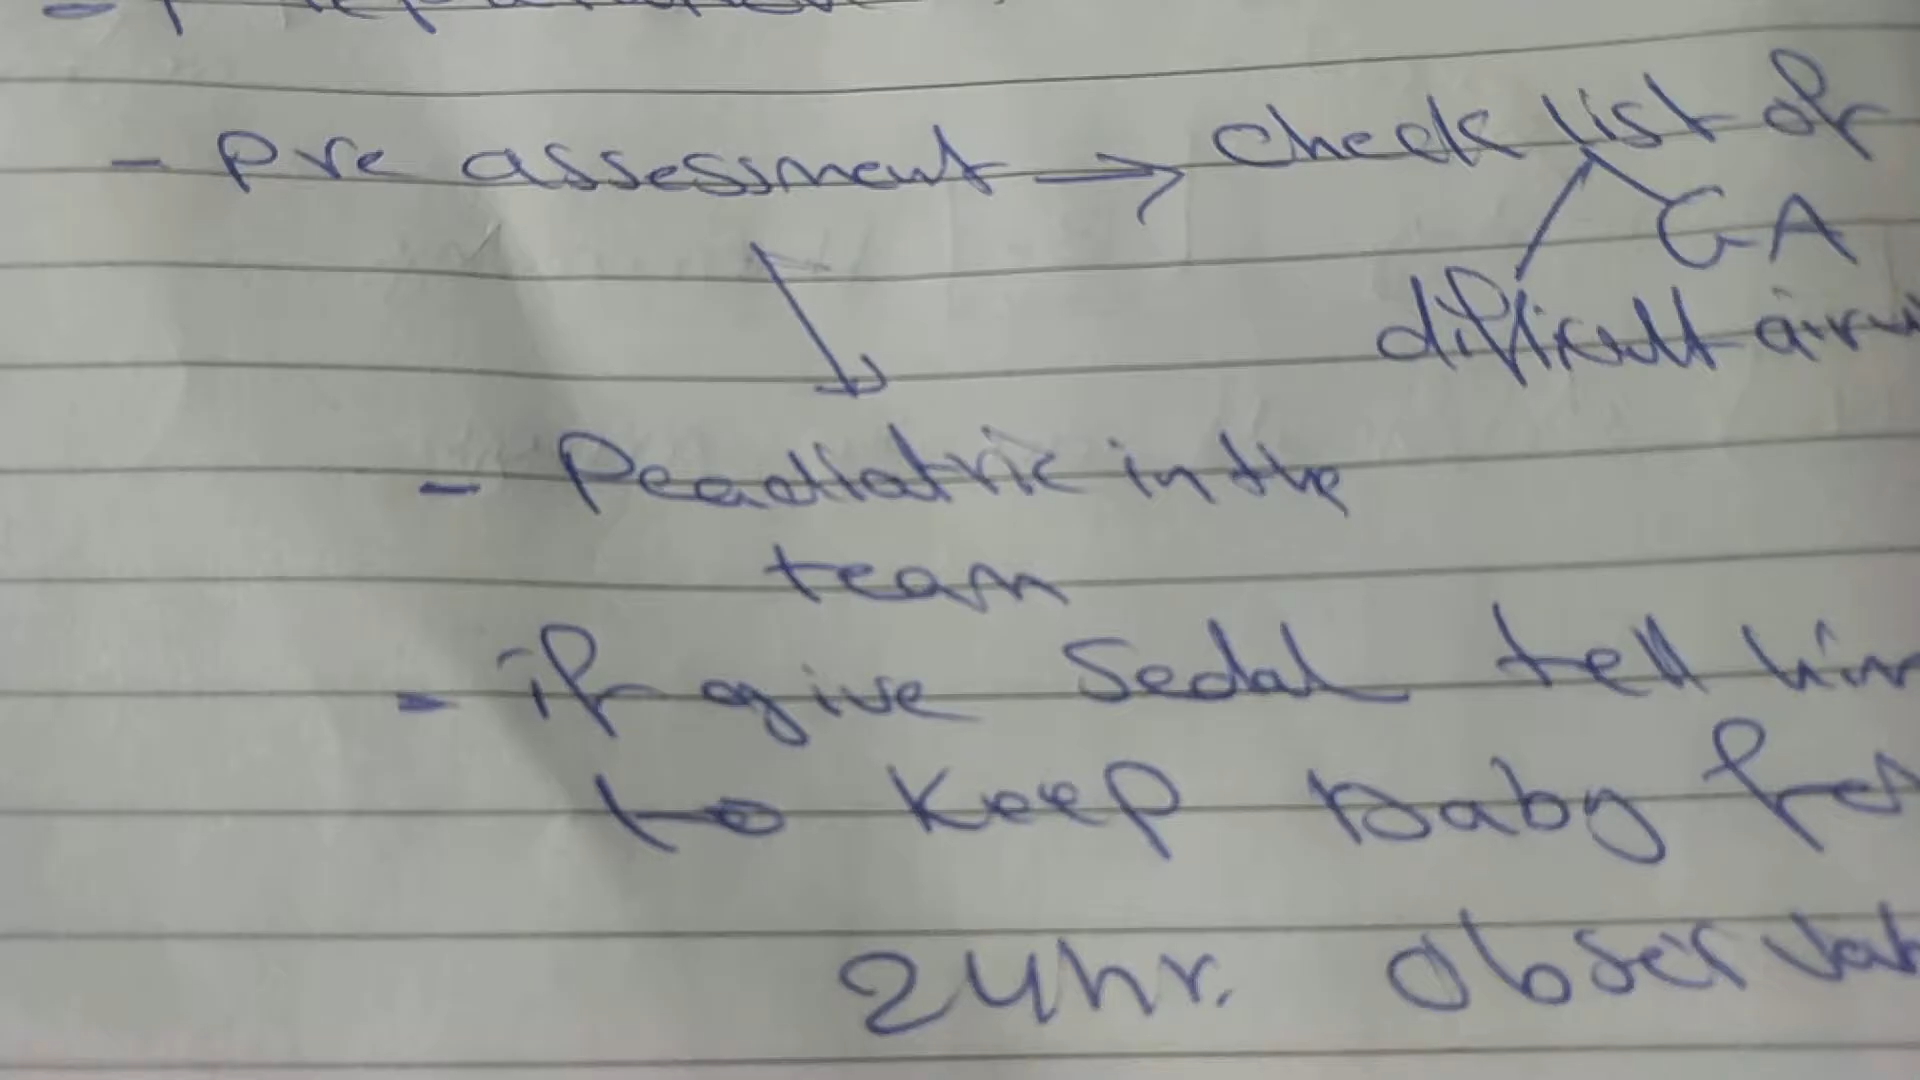 - pre assessment → check list of
GA
difficult airw
- Peadiatric in the
team
- if give Sedat tell him
to keep baby for
24hr. observat